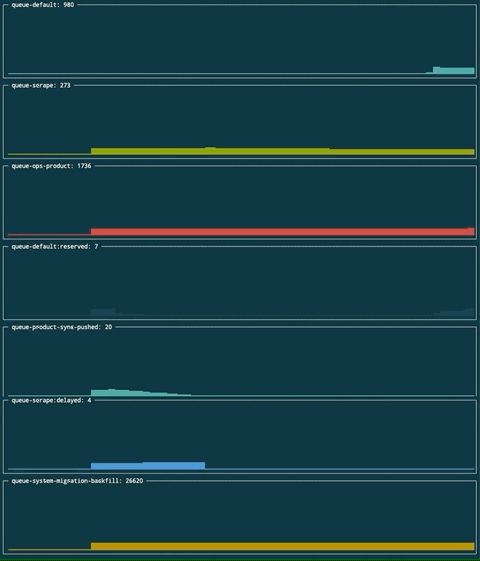 queue-default: 980
queue-scrape: 273
queue-ops-product: 1736
queue-default:reserved: 7
queue-product-sync-pushed: 20
queue-scrape:delayed: 4
queue-system-migration-backfill: 26620